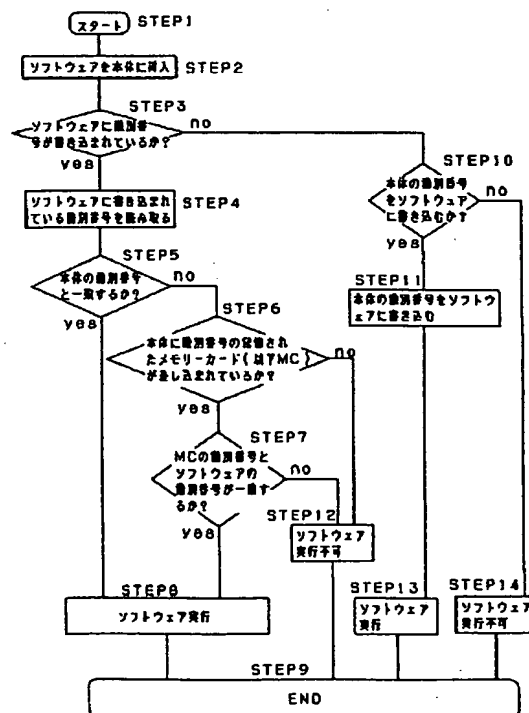 スタート
STEP1
ソフトウェアを本体に挿入
STEP2
STEP3
ソフトウェアに識別番
号が書き込まれているか?
no
yes
STEP10
本体の識別番号
をソフトウェア
に書き込むか?
no
yes
ソフトウェアに書き込まれ
ている識別番号を読み取る
STEP4
STEP5
本体の識別番号
と一致するか?
no
yes
STEP11
本体の識別番号をソフトウ
ェアに書き込む
STEP6
本体に識別番号の記憶され
たメモリーカード(以下MC)
が差し込まれているか?
no
yes
STEP7
MCの識別番号と
ソフトウェアの
識別番号が一致す
るか?
no
yes
STEP12
ソフトウェア
実行不可
STEP8
ソフトウェア実行
STEP13
ソフトウェア
実行
STEP14
ソフトウェア
実行不可
STEP9
END